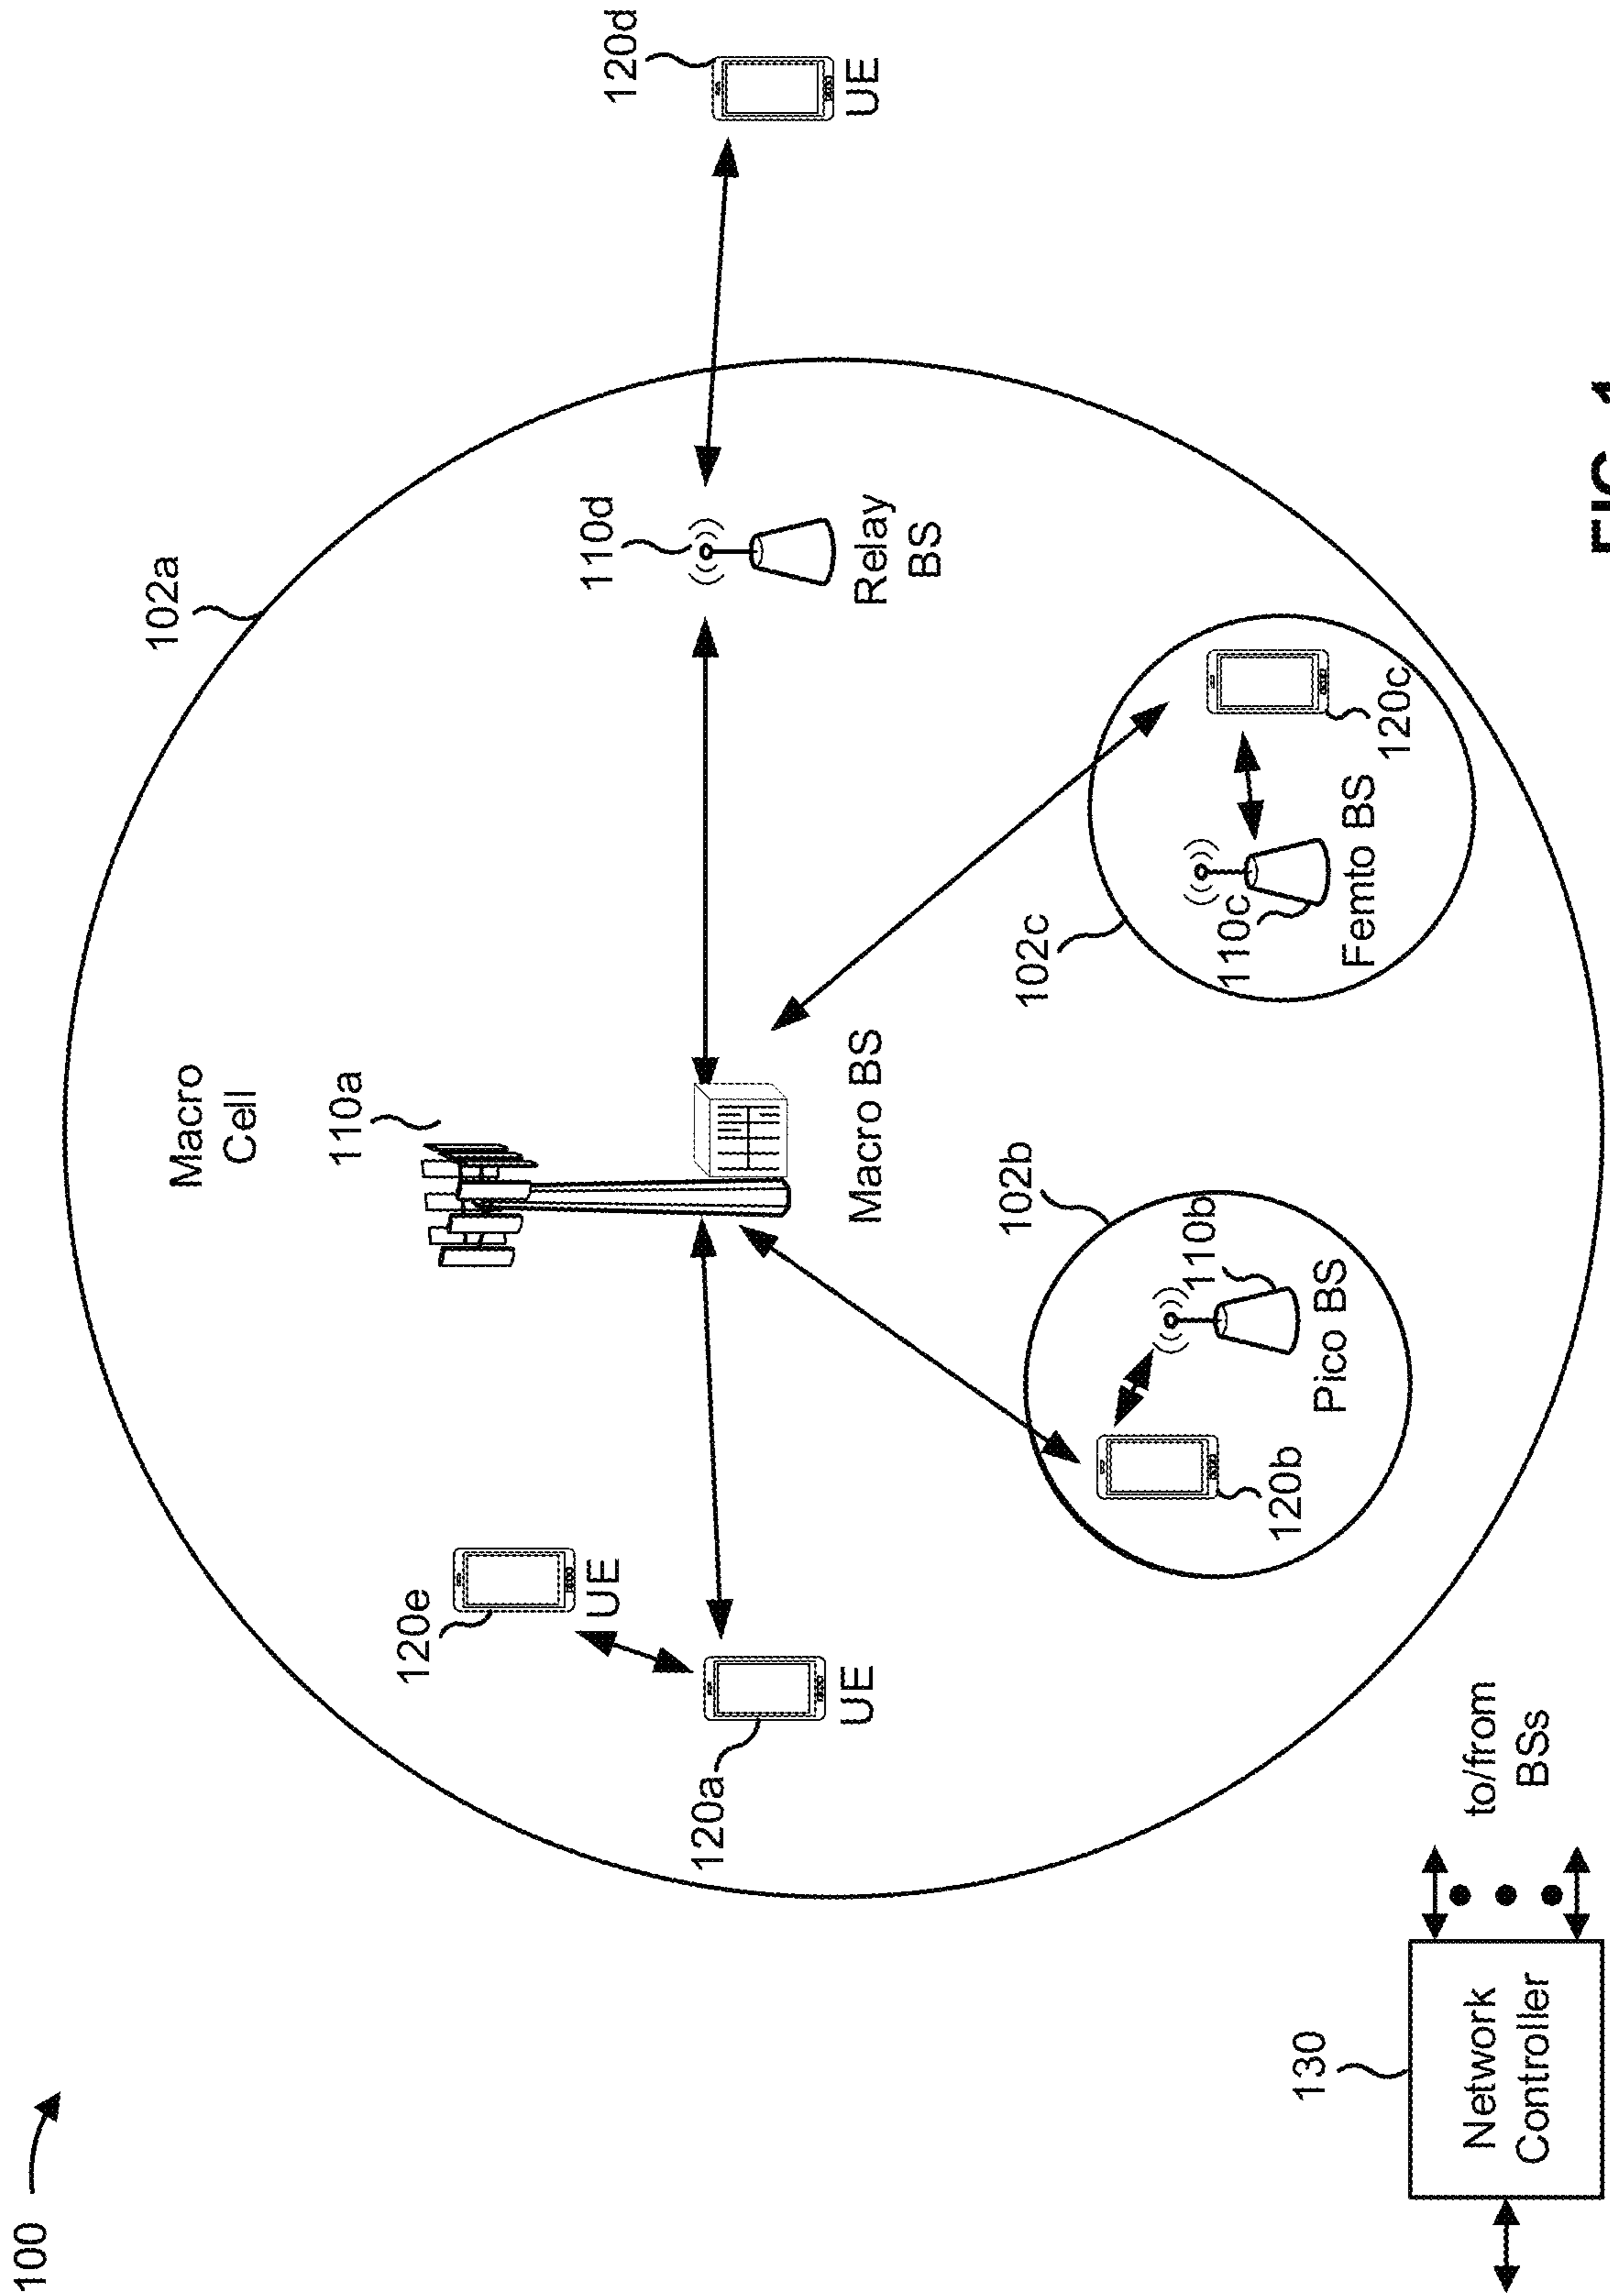 100
102a
Macro
Cell
110a
120d
UE
110d
Relay
BS
120e
UE
120a
UE
Macro BS
102c
110c
Femto BS
120c
102b
110b
Pico BS
120b
130
Network
Controller
to/from
BSs